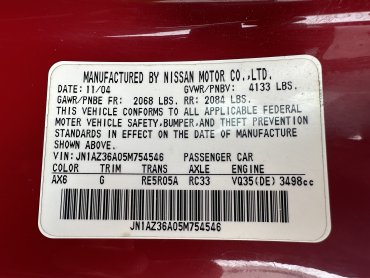 MANUFACTURED BY NISSAN MOTOR CO.,LTD.
DATE: 11/04 GVWR/PNBV: 4133 LBS.
GAWR/PNBE FR: 2068 LBS. RR: 2084 LBS.
THIS VEHICLE CONFORMS TO ALL APPLICABLE FEDERAL
MOTOR VEHICLE SAFETY,BUMPER,AND THEFT PREVENTION
STANDARDS IN EFFECT ON THE DATE OF MANUFACTURE
SHOWN ABOVE.
VIN: JN1AZ36A05M754546 PASSENGER CAR
COLOR TRIM TRANS AXLE ENGINE
AX6 G RE5R05A RC33 VQ35(DE) 3498cc
JN1AZ36A05M754546